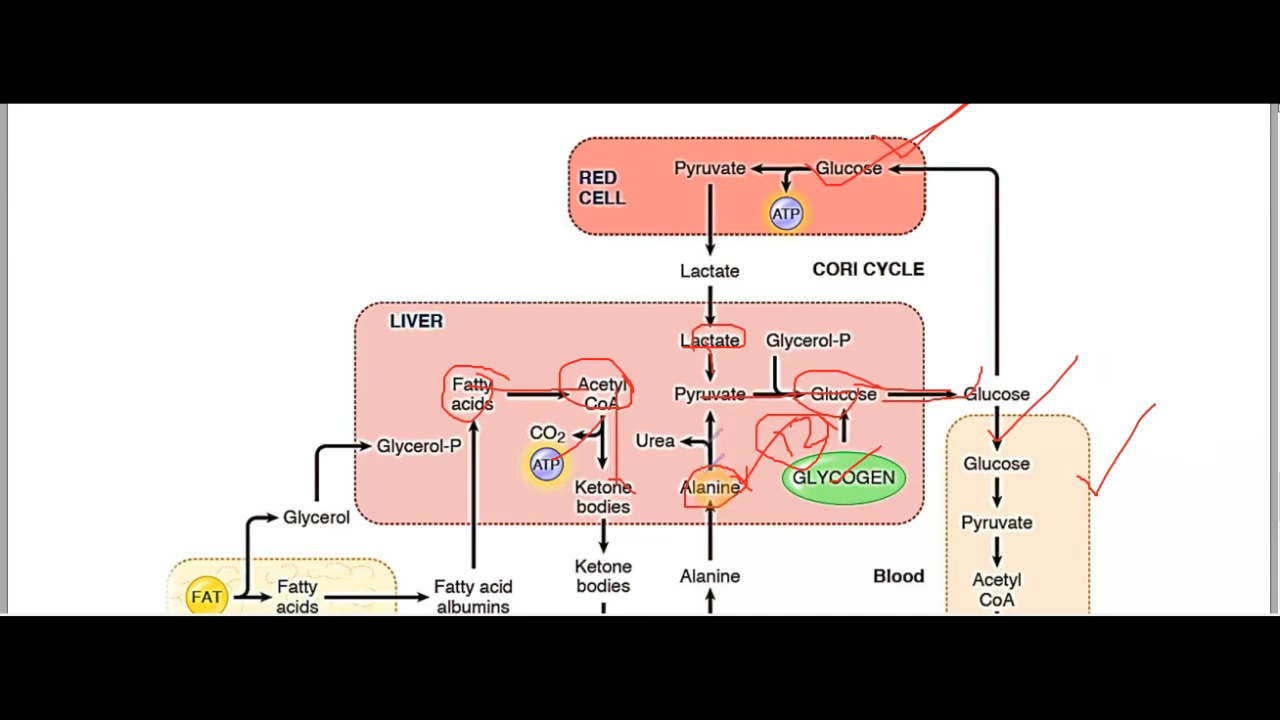 RED
CELL
Pyruvate
Glucose
ATP
Lactate
CORI CYCLE
LIVER
Lactate
Glycerol-P
Fatty
acids
Acetyl
CoA
Pyruvate
Glucose
Glucose
CO2
ATP
Urea
Glycerol-P
Ketone
bodies
Alanine
GLYCOGEN
Glucose
Glycerol
Pyruvate
Ketone
bodies
Alanine
Blood
Acetyl
CoA
FAT
Fatty
acids
Fatty acid
albumins